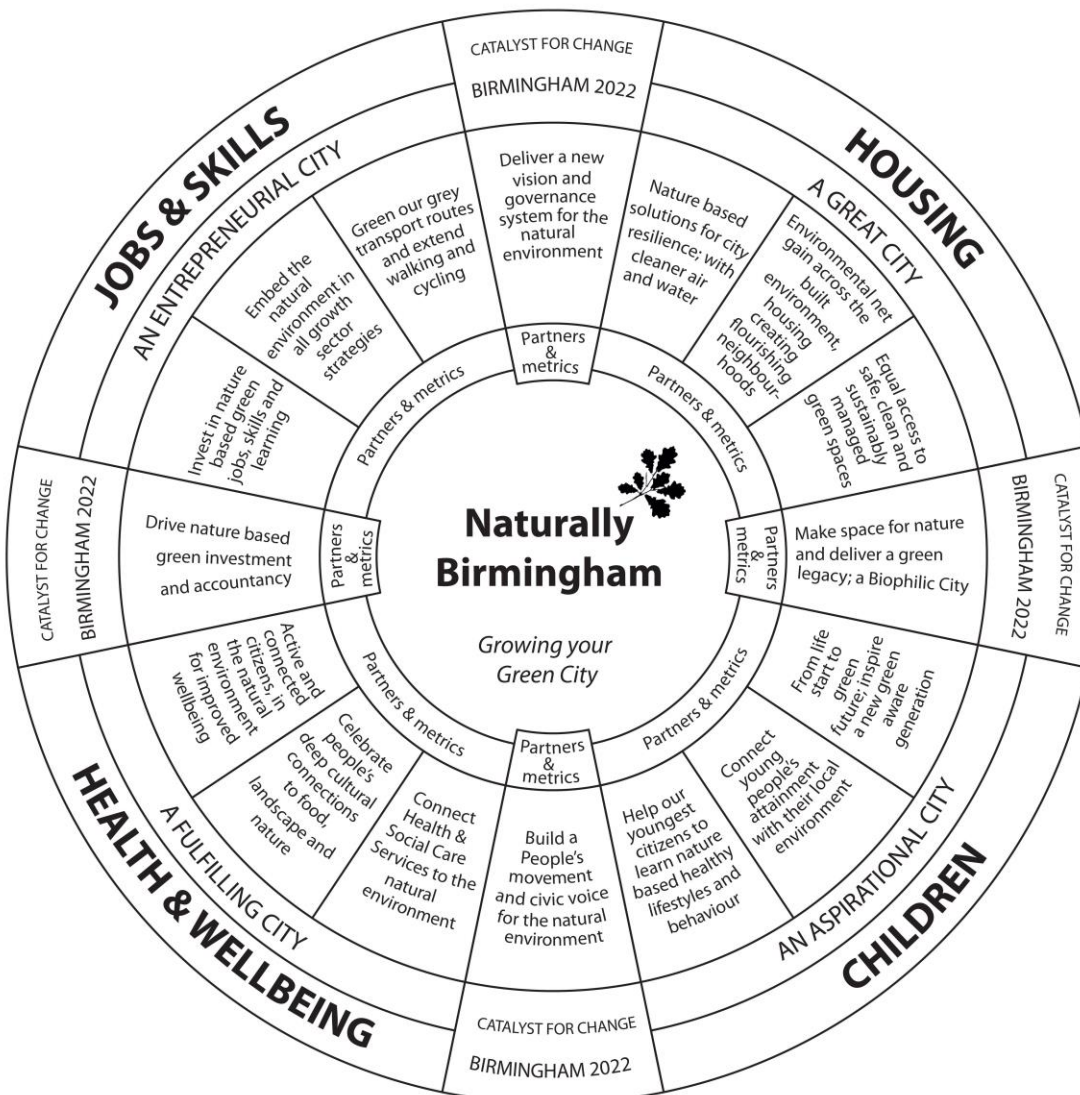 CATALYST FOR CHANGE
BIRMINGHAM 2022
Deliver a new
vision and
governance
system for the
natural
environment
Partners
&
metrics
HOUSING
A GREAT CITY
Nature based
solutions for city
resilience; with
cleaner air
and water
Environmental net
gain across the
built
environment,
housing
creating
flourishing
neighbour-
hoods
Equal access to
safe, clean and
sustainably
managed
green spaces
Partners & metrics
CATALYST FOR CHANGE
BIRMINGHAM 2022
Make space for nature
and deliver a green
legacy; a Biophilic City
Partners
&
metrics
CHILDREN
AN ASPIRATIONAL CITY
From life
start to
green
future; inspire
a new green
aware
generation
Connect
young
people's
attainment
with their local
environment
Help our
youngest
citizens to
learn nature
based healthy
lifestyles and
behaviour
Partners & metrics
Partners
&
metrics
Build a
People's
movement
and civic voice
for the natural
environment
CATALYST FOR CHANGE
BIRMINGHAM 2022
HEALTH & WELLBEING
A FULFILLING CITY
Connect
Health &
Social Care
Services to the
natural
environment
Celebrate
people's
deep cultural
connections
to food,
landscape and
nature
Active and
connected
citizens, in
the natural
environment
for improved
wellbeing
Partners & metrics
CATALYST FOR CHANGE
BIRMINGHAM 2022
Drive nature based
green investment
and accountancy
Partners
&
metrics
JOBS & SKILLS
AN ENTREPRENEURIAL CITY
Invest in nature
based green
jobs, skills and
learning
Embed the
natural
environment in
all growth
sector
strategies
Green our grey
transport routes
and extend
walking and
cycling
Partners & metrics
Naturally
Birmingham
Growing your
Green City